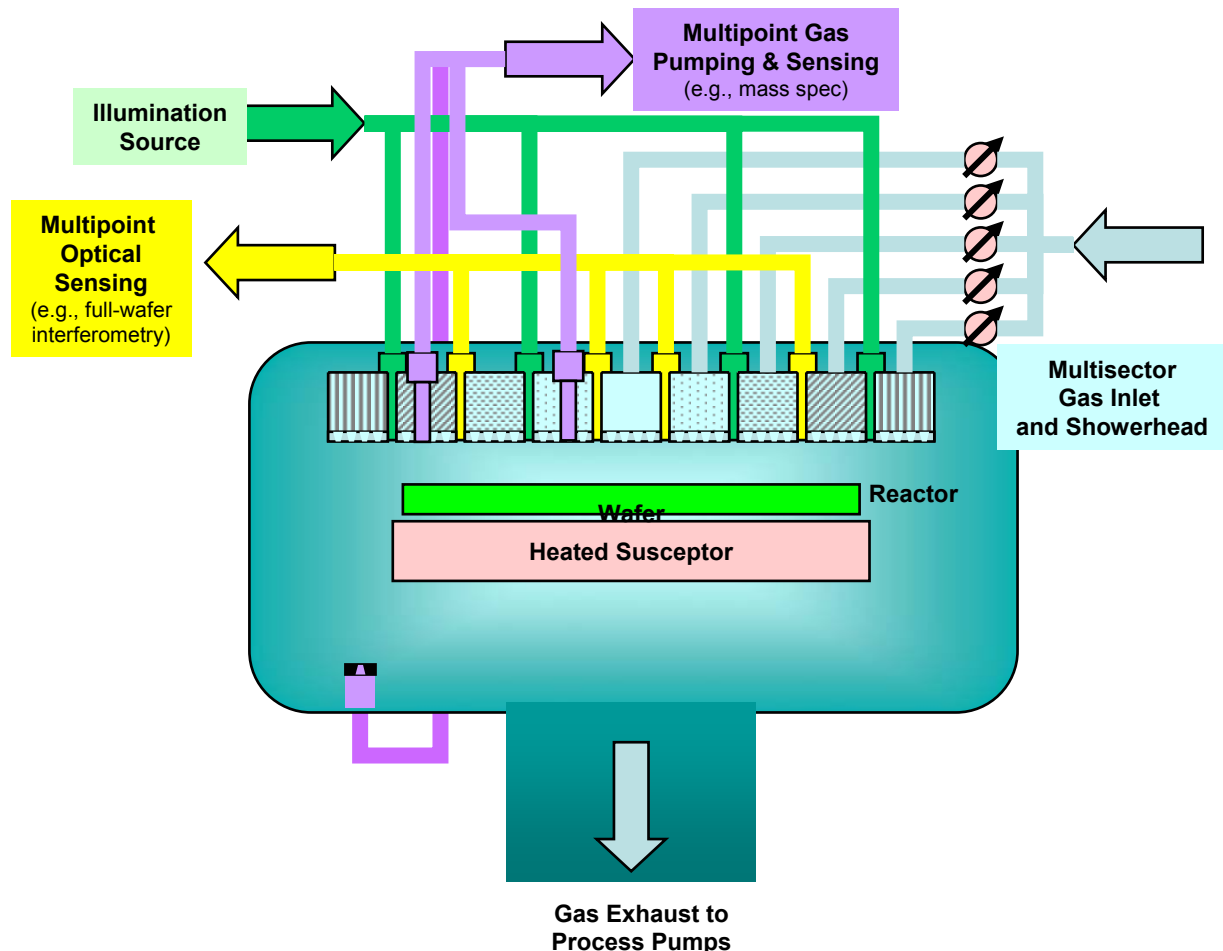 Multipoint Gas
Pumping & Sensing
(e.g., mass spec)
Illumination
Source
Multipoint
Optical
Sensing
(e.g., full-wafer
interferometry)
Multisector
Gas Inlet
and Showerhead
Reactor
Wafer
Heated Susceptor
Gas Exhaust to
Process Pumps